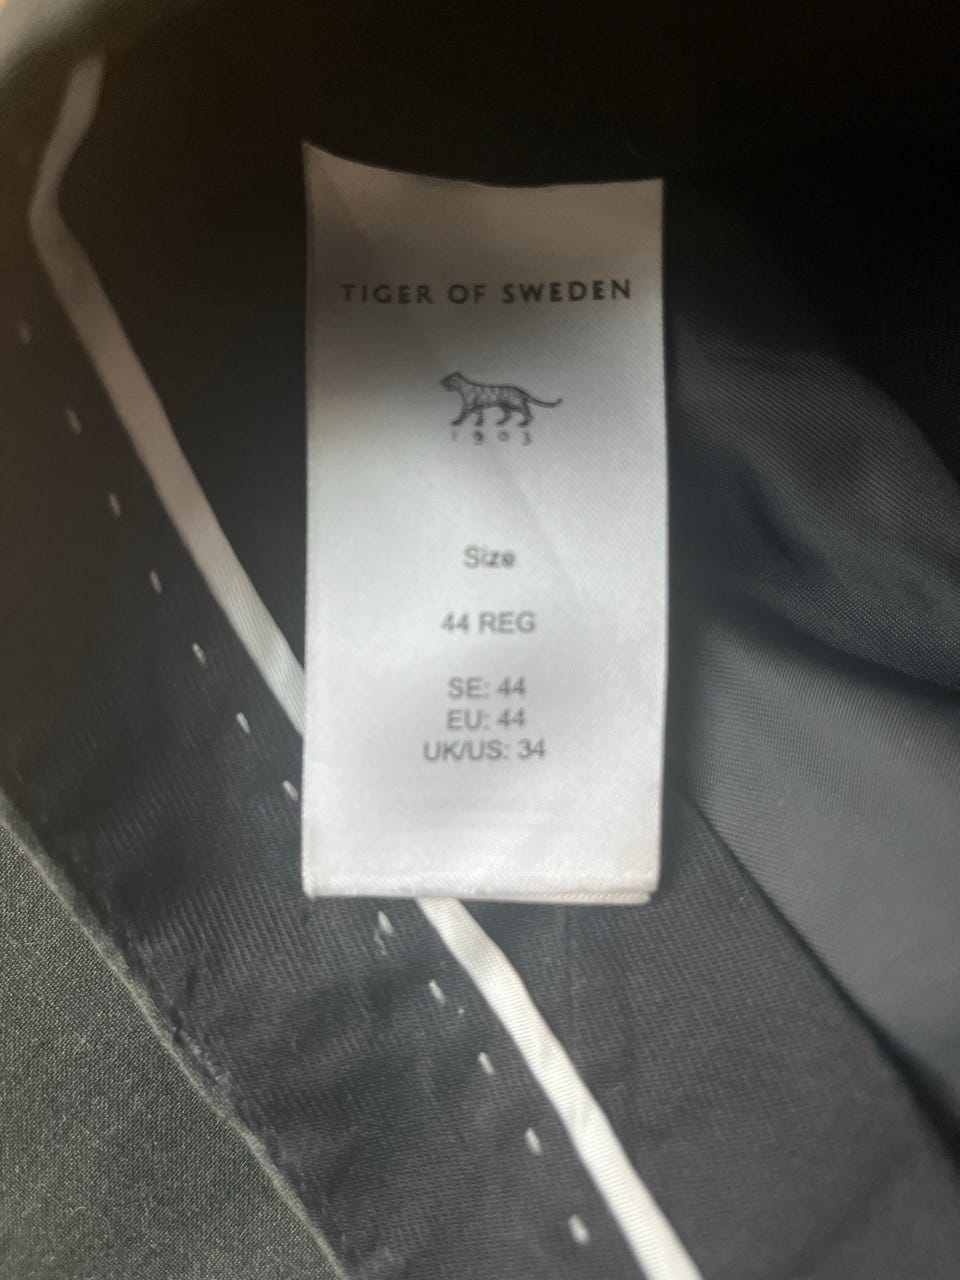 TIGER OF SWEDEN
1903
Size
44 REG
SE: 44
EU: 44
UK/US: 34